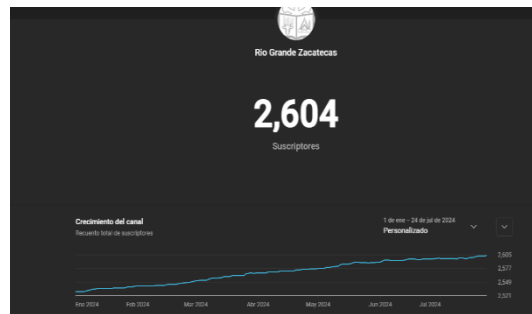 Rio Grande Zacatecas
2,604
Suscriptores
Crecimiento del canal
Recuento total de suscriptores
1 de ene – 24 de jul de 2024
Personalizado
2,605
2,577
2,549
2,521
Ene 2024 Feb 2024 Mar 2024 Abr 2024 May 2024 Jun 2024 Jul 2024